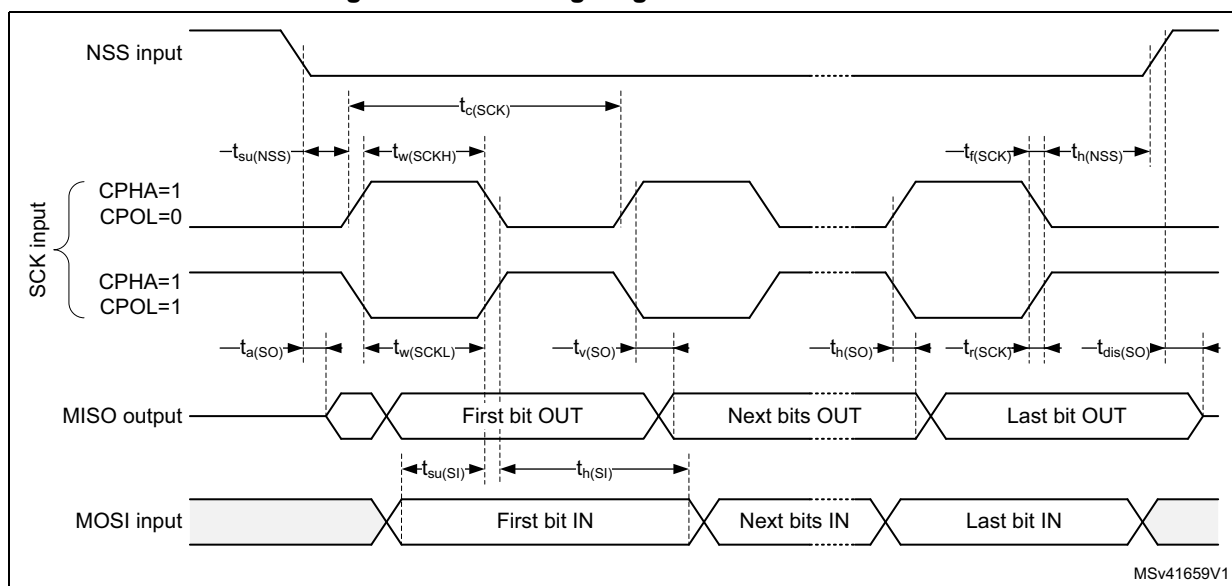 NSS input
tc(SCK)
tsu(NSS)
tw(SCKH)
tf(SCK)
th(NSS)
SCK input
CPHA=1
CPOL=0
CPHA=1
CPOL=1
ta(SO)
tw(SCKL)
tv(SO)
th(SO)
tr(SCK)
tdis(SO)
MISO output
First bit OUT
Next bits OUT
Last bit OUT
tsu(SI)
th(SI)
MOSI input
First bit IN
Next bits IN
Last bit IN
MSv41659V1